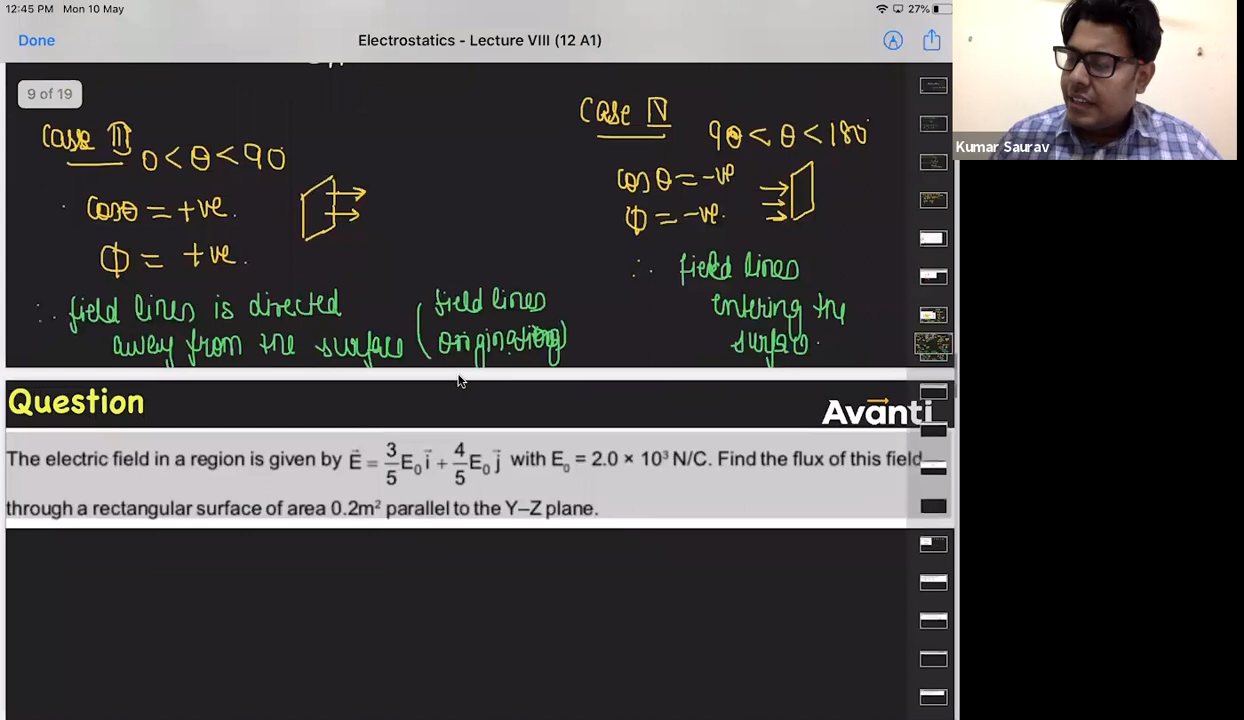 12:45 PM Mon 10 May
27%
Done
Electrostatics - Lecture VIII (12 A1)
9 of 19
Case III
0 < θ < 90
cosθ = +ve.
Φ = +ve.
∴ field lines is directed
away from the surface
(field lines
originating)
Case IV
90 < θ < 180
cosθ = -ve
Φ = -ve.
∴ field lines
entering the
surface.
Kumar Saurav
Question
Avanti
The electric field in a region is given by E⃗ = 3/5 E₀ i⃗ + 4/5 E₀ j⃗ with E₀ = 2.0 × 10³ N/C. Find the flux of this field
through a rectangular surface of area 0.2m² parallel to the Y–Z plane.